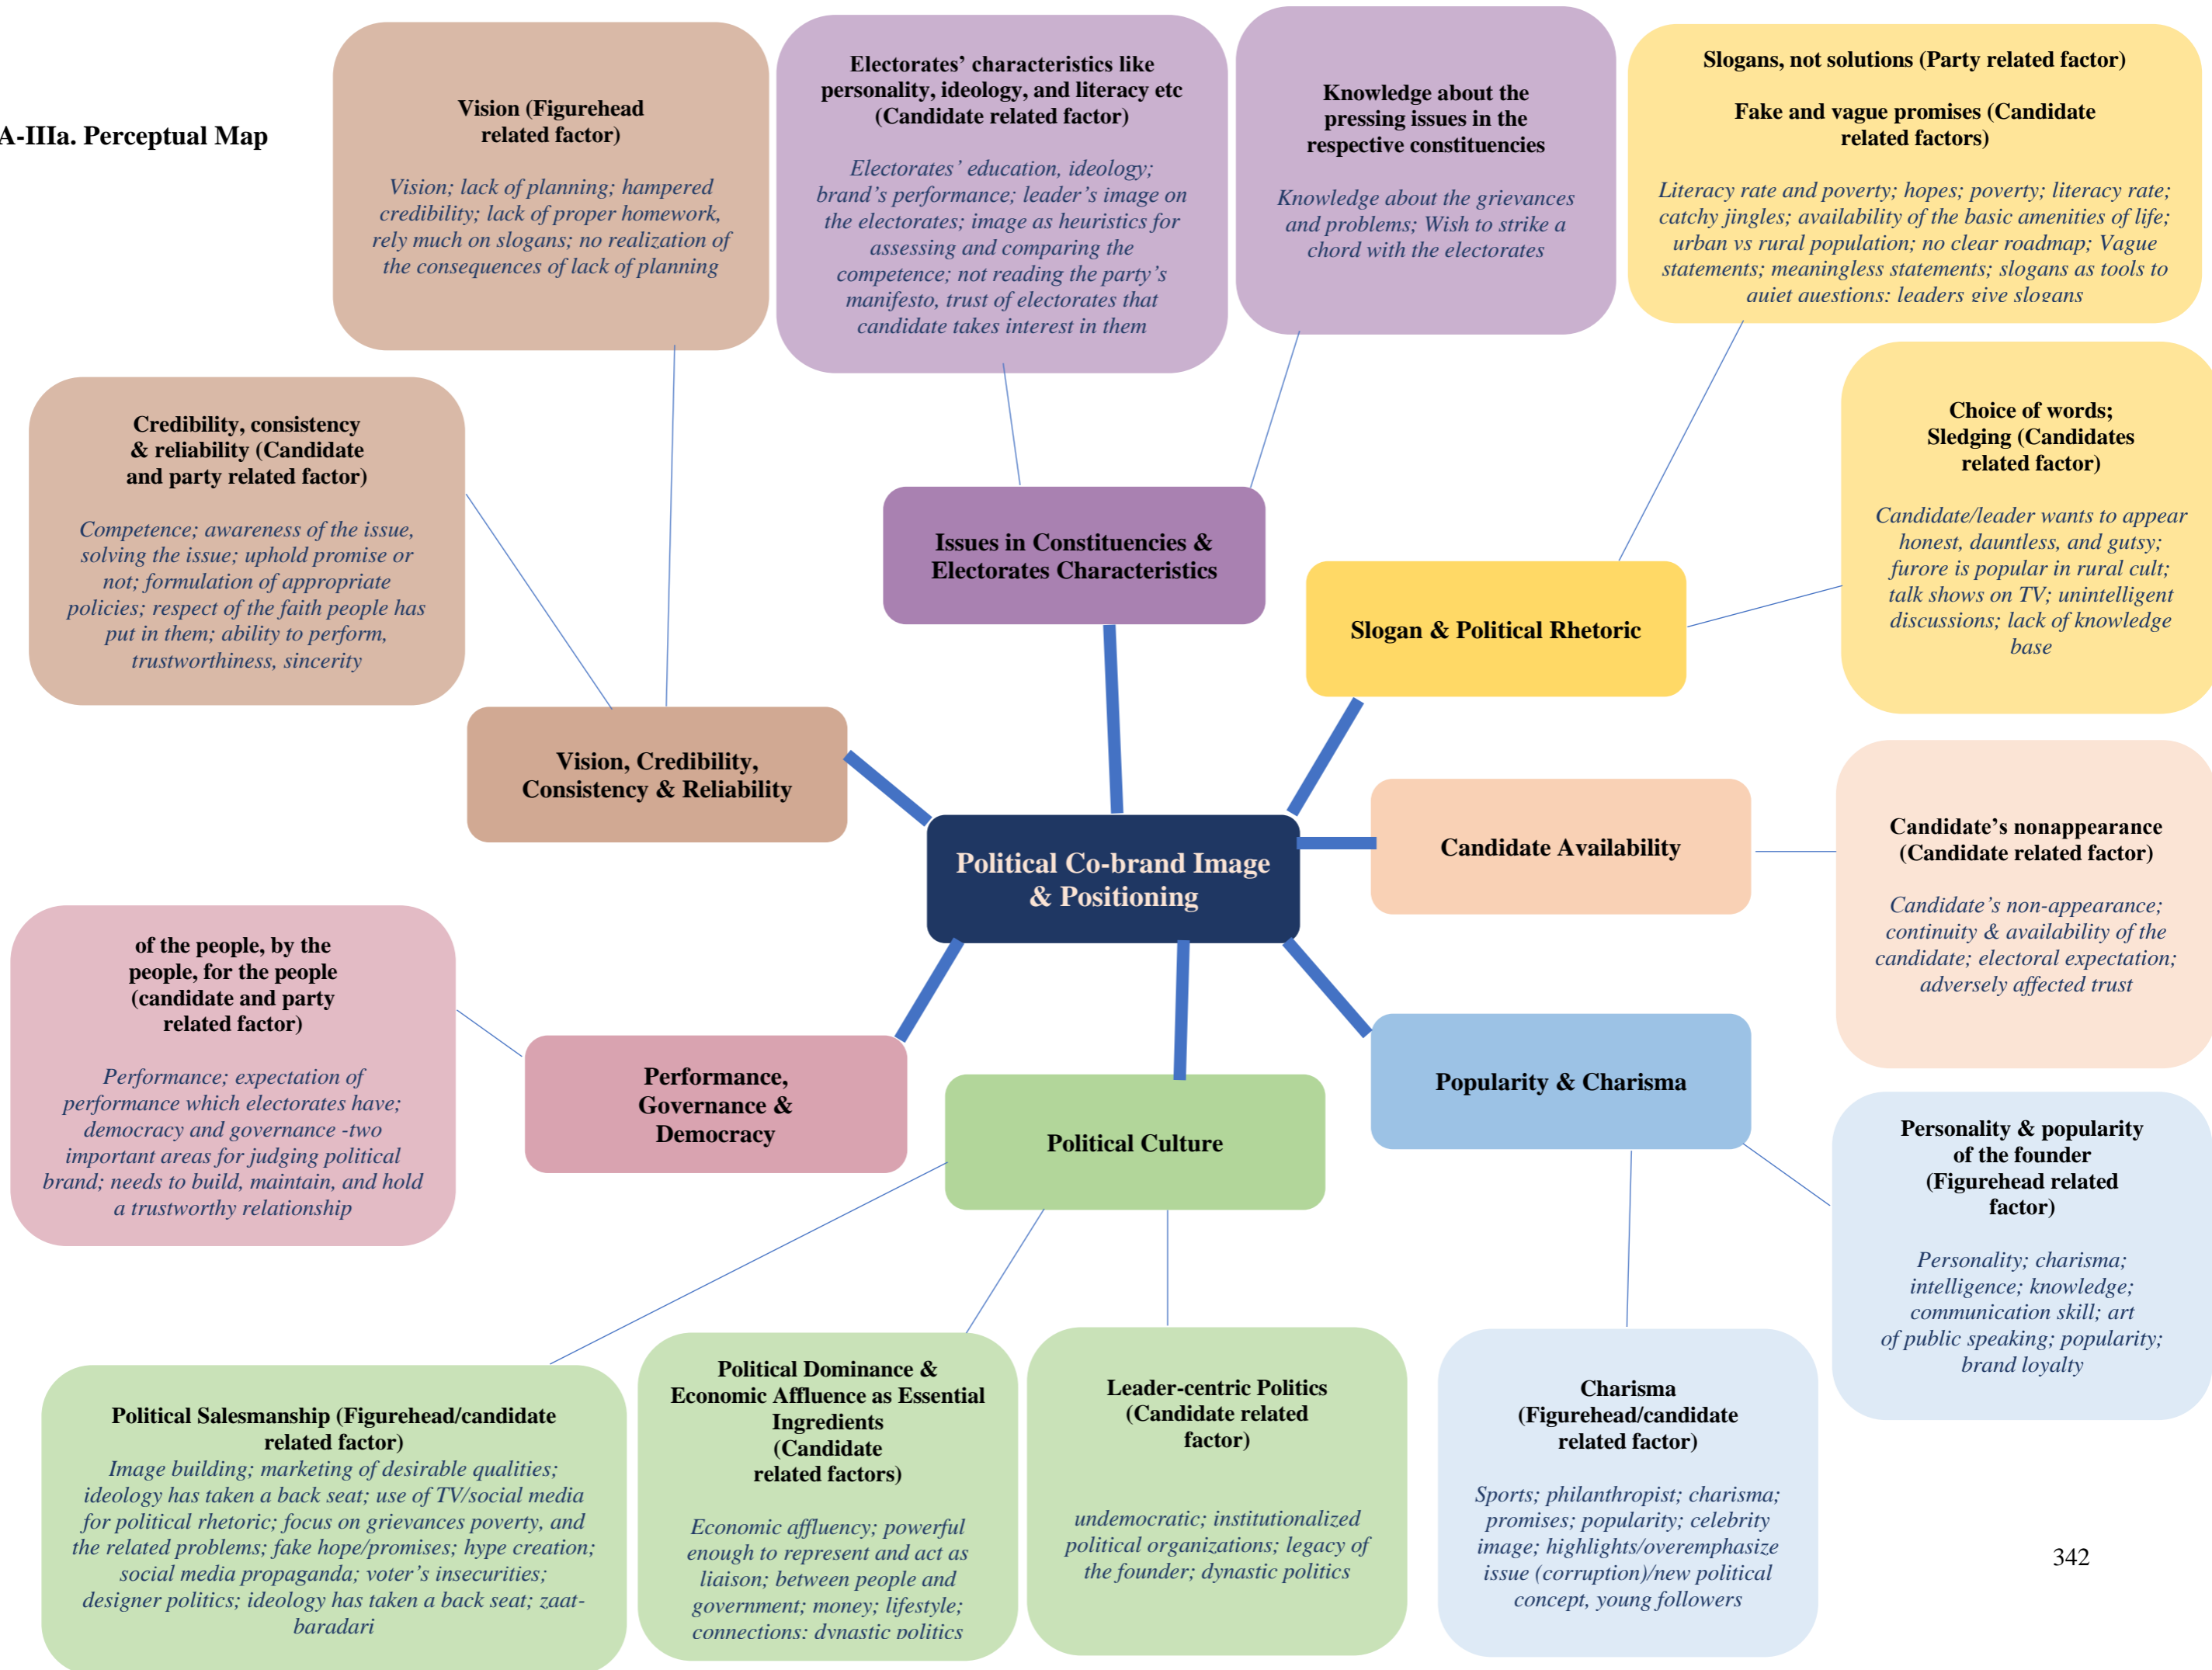 A-IIIa. Perceptual Map
Vision (Figurehead
related factor)
Vision; lack of planning; hampered
credibility; lack of proper homework,
rely much on slogans; no realization of
the consequences of lack of planning
Electorates’ characteristics like
personality, ideology, and literacy etc
(Candidate related factor)
Electorates’ education, ideology;
brand’s performance; leader’s image on
the electorates; image as heuristics for
assessing and comparing the
competence; not reading the party’s
manifesto, trust of electorates that
candidate takes interest in them
Knowledge about the
pressing issues in the
respective constituencies
Knowledge about the grievances
and problems; Wish to strike a
chord with the electorates
Slogans, not solutions (Party related factor)
Fake and vague promises (Candidate
related factors)
Literacy rate and poverty; hopes; poverty; literacy rate;
catchy jingles; availability of the basic amenities of life;
urban vs rural population; no clear roadmap; Vague
statements; meaningless statements; slogans as tools to
quiet questions; leaders give slogans
Credibility, consistency
& reliability (Candidate
and party related factor)
Competence; awareness of the issue,
solving the issue; uphold promise or
not; formulation of appropriate
policies; respect of the faith people has
put in them; ability to perform,
trustworthiness, sincerity
Choice of words;
Sledging (Candidates
related factor)
Candidate/leader wants to appear
honest, dauntless, and gutsy;
furore is popular in rural cult;
talk shows on TV; unintelligent
discussions; lack of knowledge
base
Issues in Constituencies &
Electorates Characteristics
Slogan & Political Rhetoric
Vision, Credibility,
Consistency & Reliability
Candidate Availability
Candidate’s nonappearance
(Candidate related factor)
Candidate’s non-appearance;
continuity & availability of the
candidate; electoral expectation;
adversely affected trust
Political Co-brand Image
& Positioning
of the people, by the
people, for the people
(candidate and party
related factor)
Performance; expectation of
performance which electorates have;
democracy and governance -two
important areas for judging political
brand; needs to build, maintain, and hold
a trustworthy relationship
Performance,
Governance &
Democracy
Political Culture
Popularity & Charisma
Personality & popularity
of the founder
(Figurehead related
factor)
Personality; charisma;
intelligence; knowledge;
communication skill; art
of public speaking; popularity;
brand loyalty
Political Salesmanship (Figurehead/candidate
related factor)
Image building; marketing of desirable qualities;
ideology has taken a back seat; use of TV/social media
for political rhetoric; focus on grievances poverty, and
the related problems; fake hope/promises; hype creation;
social media propaganda; voter’s insecurities;
designer politics; ideology has taken a back seat; zaat-
baradari
Political Dominance &
Economic Affluence as Essential
Ingredients
(Candidate
related factors)
Economic affluency; powerful
enough to represent and act as
liaison; between people and
government; money; lifestyle;
connections; dynastic politics
Leader-centric Politics
(Candidate related
factor)
undemocratic; institutionalized
political organizations; legacy of
the founder; dynastic politics
Charisma
(Figurehead/candidate
related factor)
Sports; philanthropist; charisma;
promises; popularity; celebrity
image; highlights/overemphasize
issue (corruption)/new political
concept, young followers
342